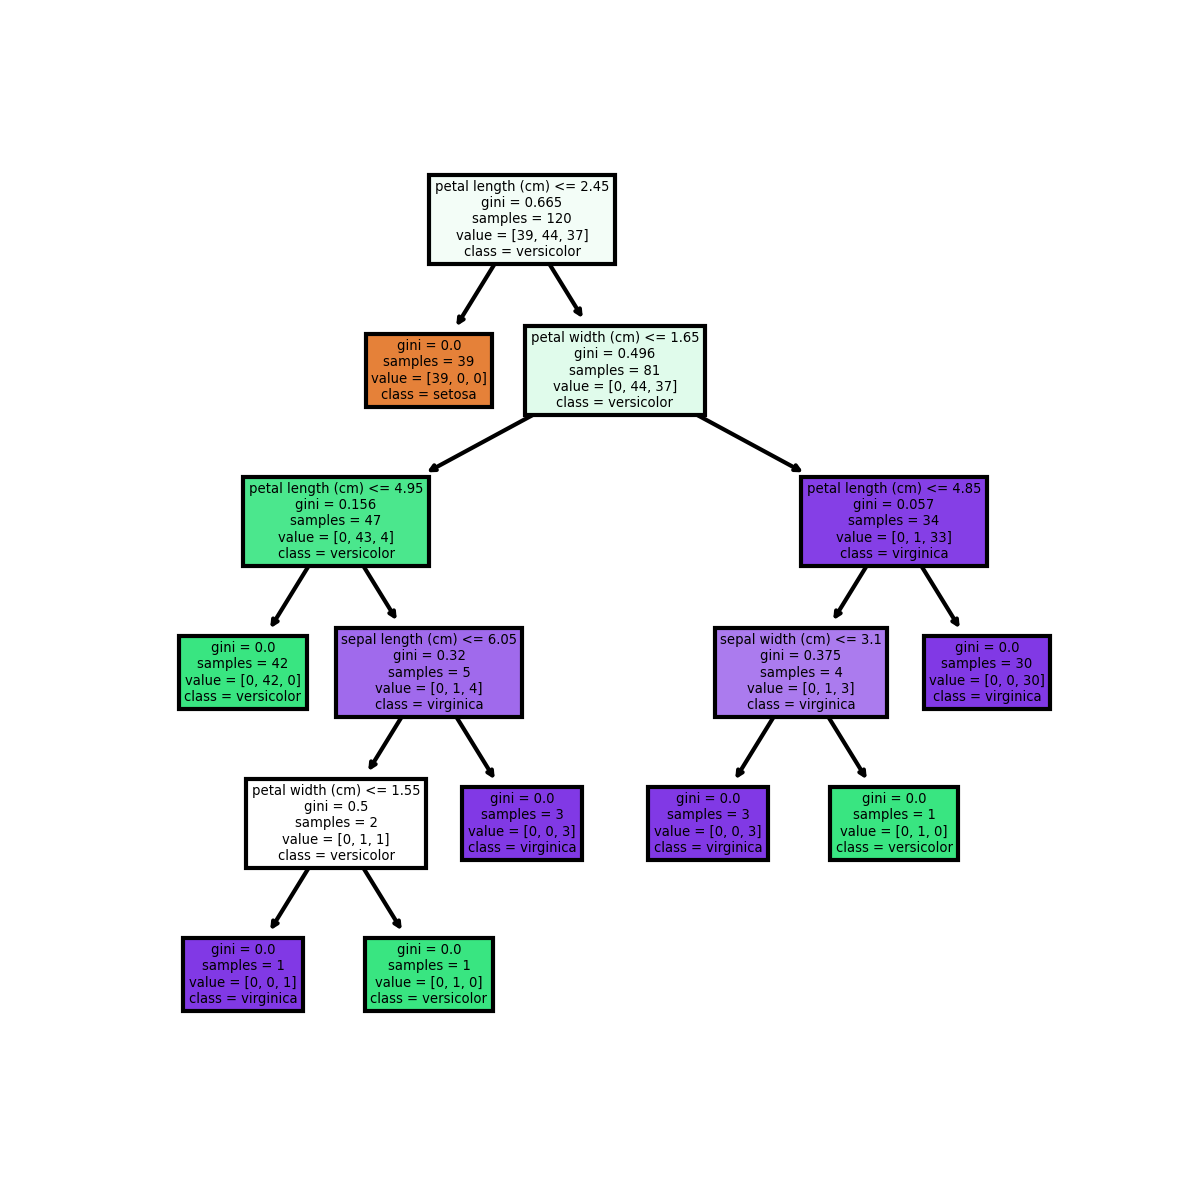 petal length (cm) <= 2.45
gini = 0.665
samples = 120
value = [39, 44, 37]
class = versicolor
gini = 0.0
samples = 39
value = [39, 0, 0]
class = setosa
petal width (cm) <= 1.65
gini = 0.496
samples = 81
value = [0, 44, 37]
class = versicolor
petal length (cm) <= 4.95
gini = 0.156
samples = 47
value = [0, 43, 4]
class = versicolor
petal length (cm) <= 4.85
gini = 0.057
samples = 34
value = [0, 1, 33]
class = virginica
gini = 0.0
samples = 42
value = [0, 42, 0]
class = versicolor
sepal length (cm) <= 6.05
gini = 0.32
samples = 5
value = [0, 1, 4]
class = virginica
sepal width (cm) <= 3.1
gini = 0.375
samples = 4
value = [0, 1, 3]
class = virginica
gini = 0.0
samples = 30
value = [0, 0, 30]
class = virginica
petal width (cm) <= 1.55
gini = 0.5
samples = 2
value = [0, 1, 1]
class = versicolor
gini = 0.0
samples = 3
value = [0, 0, 3]
class = virginica
gini = 0.0
samples = 3
value = [0, 0, 3]
class = virginica
gini = 0.0
samples = 1
value = [0, 1, 0]
class = versicolor
gini = 0.0
samples = 1
value = [0, 0, 1]
class = virginica
gini = 0.0
samples = 1
value = [0, 1, 0]
class = versicolor